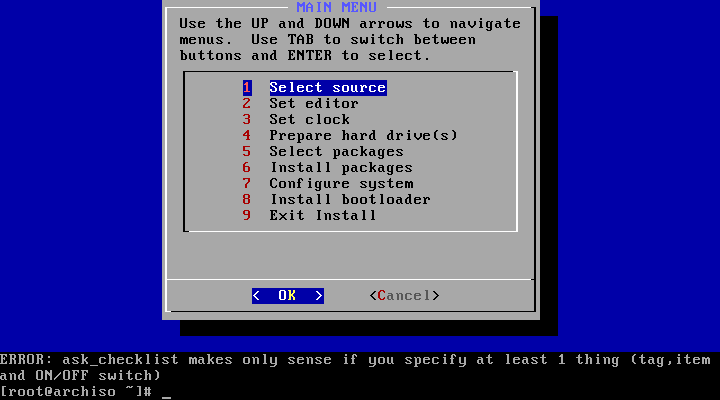 MAIN MENU
Use the UP and DOWN arrows to navigate
menus.  Use TAB to switch between
buttons and ENTER to select.
1  Select source
2  Set editor
3  Set clock
4  Prepare hard drive(s)
5  Select packages
6  Install packages
7  Configure system
8  Install bootloader
9  Exit Install
<  OK  >     <Cancel>
ERROR: ask_checklist makes only sense if you specify at least 1 thing (tag,item
and ON/OFF switch)
[root@archiso ~]# _